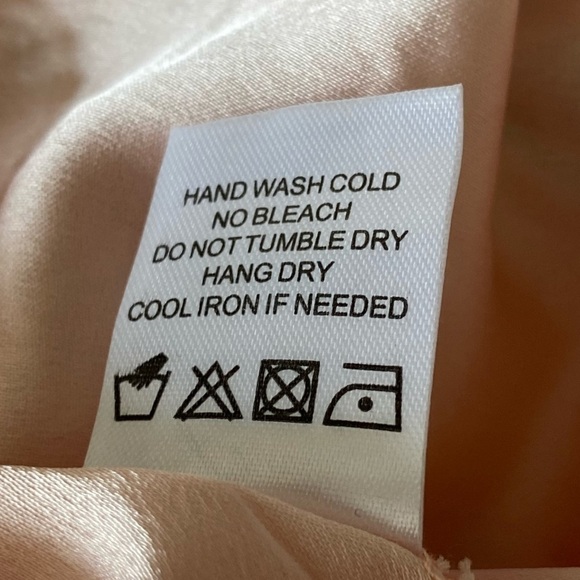 HAND WASH COLD
NO BLEACH
DO NOT TUMBLE DRY
HANG DRY
COOL IRON IF NEEDED